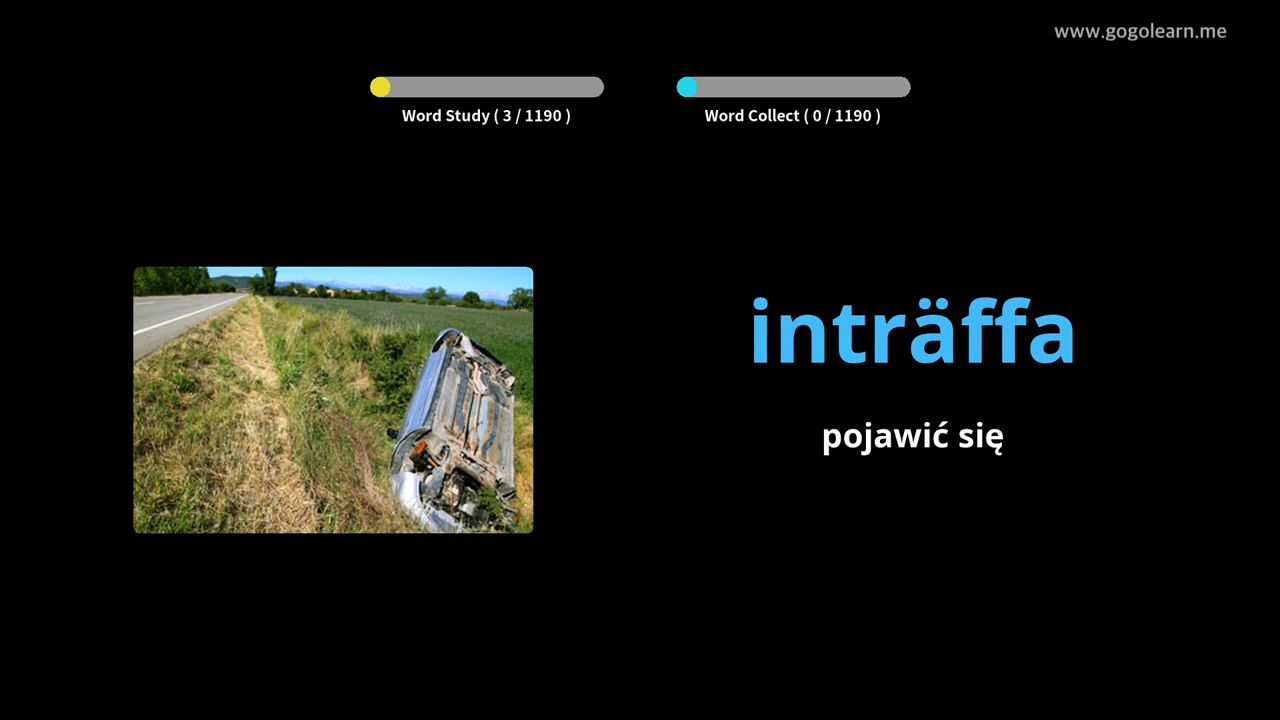 www.gogolearn.me
Word Study ( 3 / 1190 )
Word Collect ( 0 / 1190 )
inträffa
pojawić się